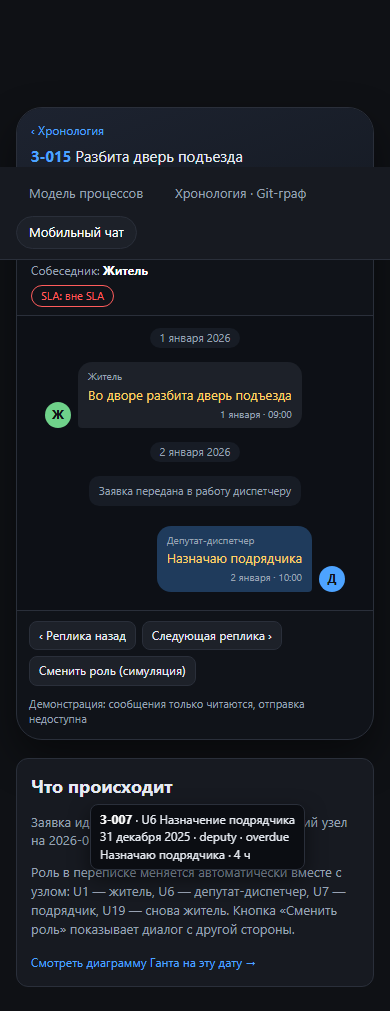 ‹ Хронология
3-015 Разбита дверь подъезда
Модель процессов
Хронология · Git-граф
Мобильный чат
Собеседник: Житель
SLA: вне SLA
1 января 2026
Житель
Во дворе разбита дверь подъезда
1 января · 09:00
Ж
2 января 2026
Заявка передана в работу диспетчеру
Депутат-диспетчер
Назначаю подрядчика
2 января · 10:00
Д
‹ Реплика назад
Следующая реплика ›
Сменить роль (симуляция)
Демонстрация: сообщения только читаются, отправка
недоступна
Что происходит
Заявка узел
на 2026-0
3-007 · U6 Назначение подрядчика
31 декабря 2025 · deputy · overdue
Назначаю подрядчика · 4 ч
Роль в переписке меняется автоматически вместе с
узлом: U1 — житель, U6 — депутат-диспетчер, U7 —
подрядчик, U19 — снова житель. Кнопка «Сменить
роль» показывает диалог с другой стороны.
Смотреть диаграмму Ганта на эту дату →